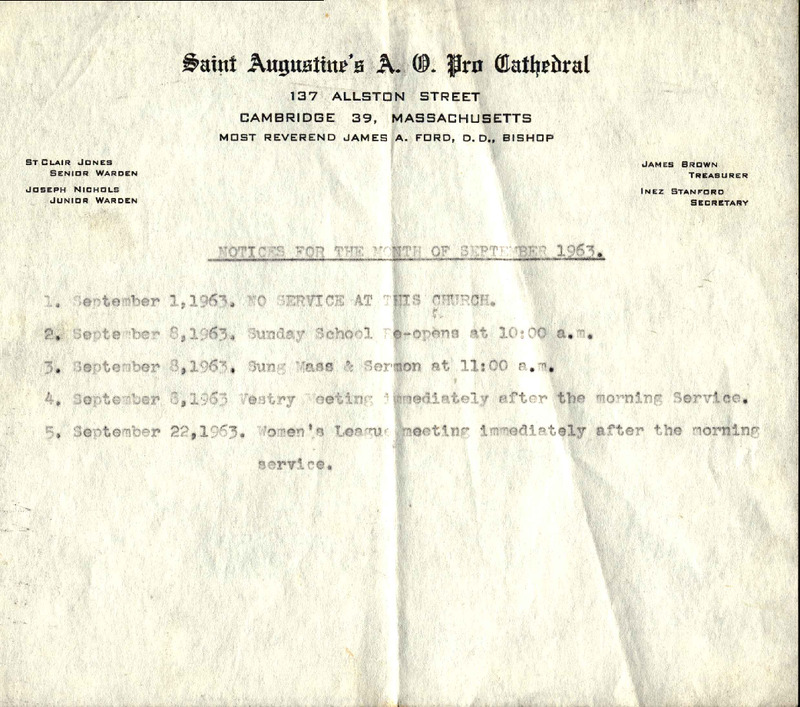 Saint Augustine's A. O. Pro Cathedral
137 ALLSTON STREET
CAMBRIDGE 39, MASSACHUSETTS
MOST REVEREND JAMES A. FORD, D. D., BISHOP
ST CLAIR JONES
SENIOR WARDEN
JOSEPH NICHOLS
JUNIOR WARDEN
JAMES BROWN
TREASURER
INEZ STANFORD
SECRETARY
NOTICES FOR THE MONTH OF SEPTEMBER 1963.
1. September 1,1963. NO SERVICE AT THIS CHURCH.
2. September 8,1963. Sunday School Re-opens at 10:00 a.m.
3. September 8,1963. Sung Mass & Sermon at 11:00 a.m.
4. September 8,1963 Vestry Meeting immediately after the morning Service.
5. September 22,1963. Women's League meeting immediately after the morning
service.